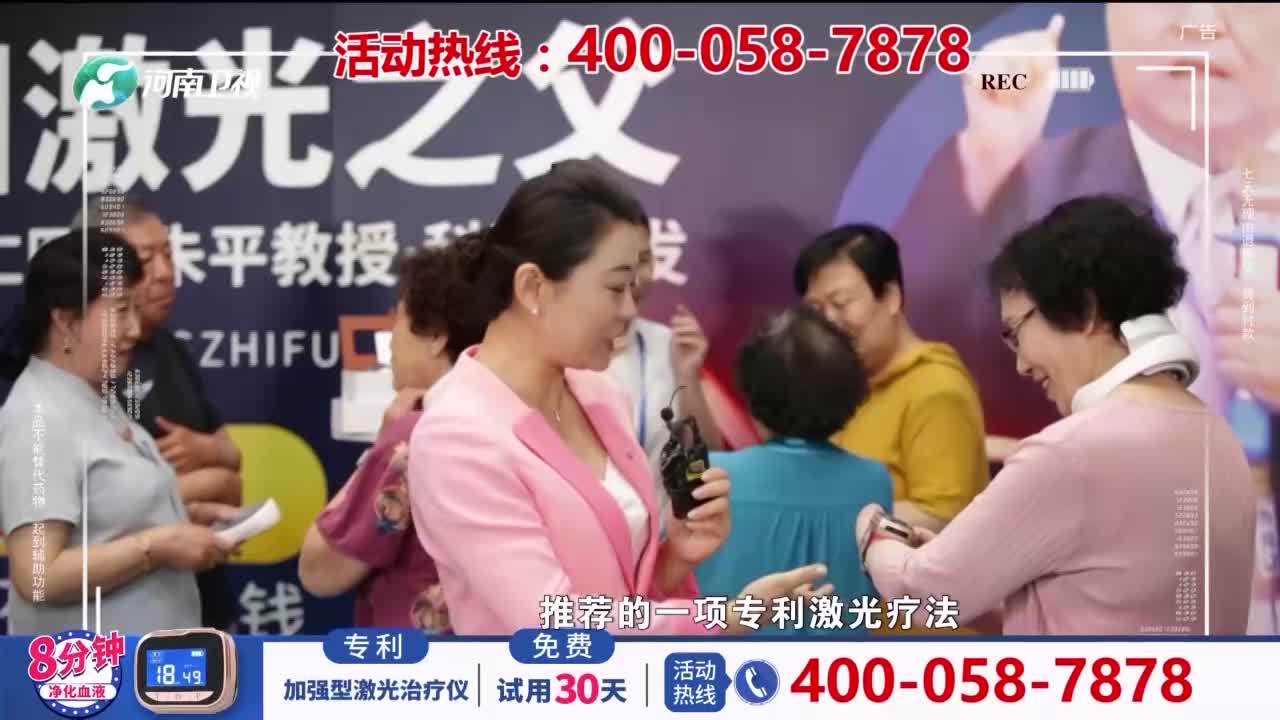 活动热线：400-058-7878
广告
河南卫视
REC
激光之父
朱平教授
GZHIFU
钱
本品不能替代药物 起到辅助功能
推荐的一项专利激光疗法
8分钟
净化血液
18.49
专利
加强型激光治疗仪
免费
试用30天
活动
热线
400-058-7878